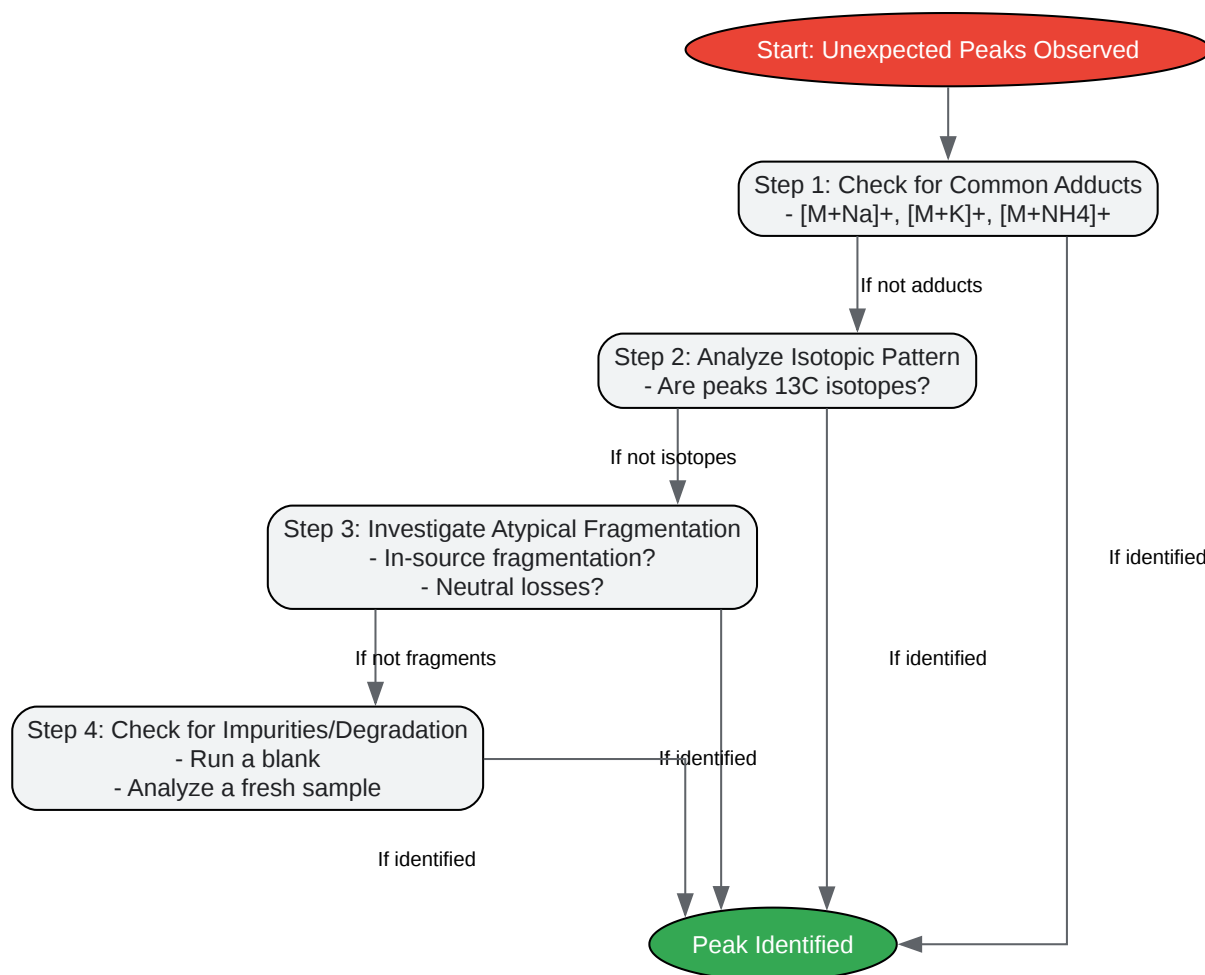 Start: Unexpected Peaks Observed
Step 1: Check for Common Adducts
- [M+Na]+, [M+K]+, [M+NH4]+
If not adducts
Step 2: Analyze Isotopic Pattern
- Are peaks 13C isotopes?
If not isotopes
Step 3: Investigate Atypical Fragmentation
- In-source fragmentation?
- Neutral losses?
If identified
If not fragments
If identified
Step 4: Check for Impurities/Degradation
- Run a blank
- Analyze a fresh sample
If identified
If identified
Peak Identified